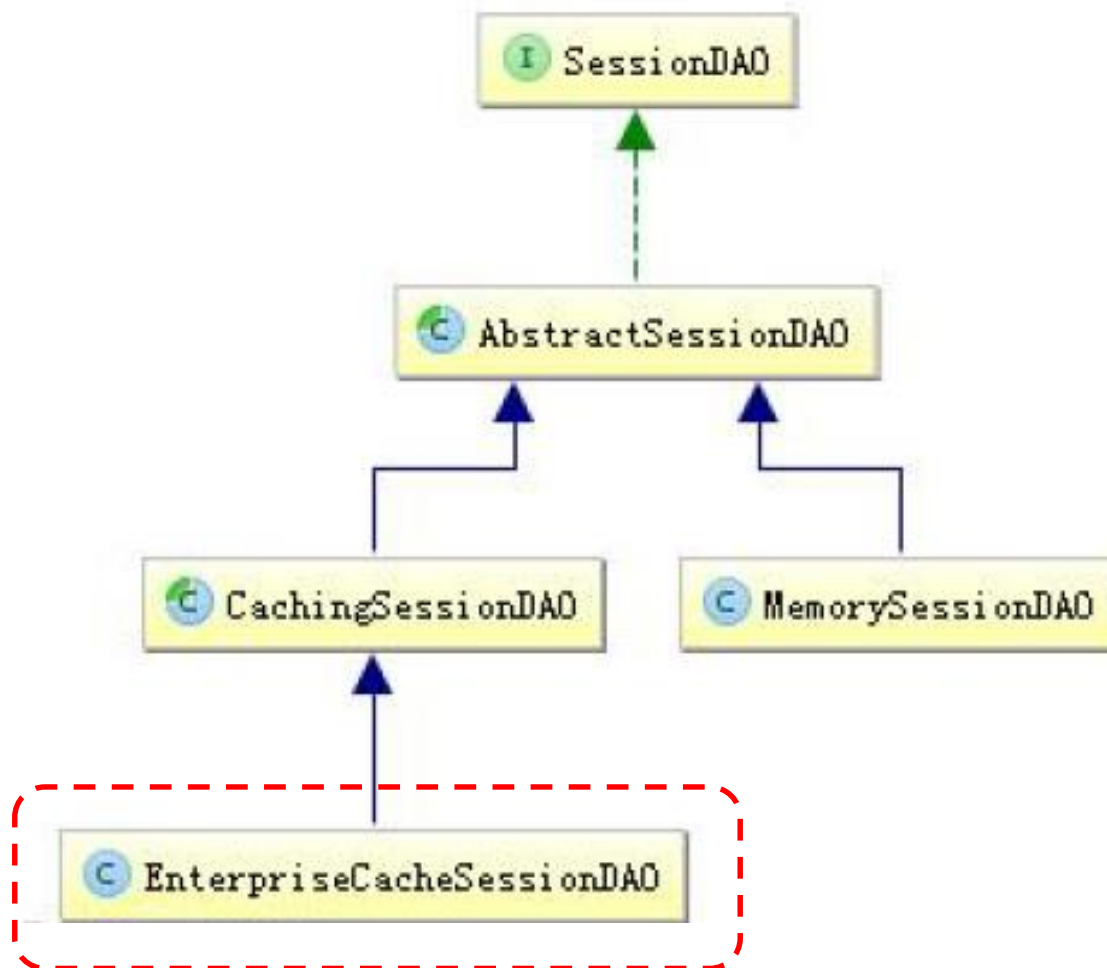 I SessionDAO
C AbstractSessionDAO
C CachingSessionDAO
C MemorySessionDAO
C EnterpriseCacheSessionDAO